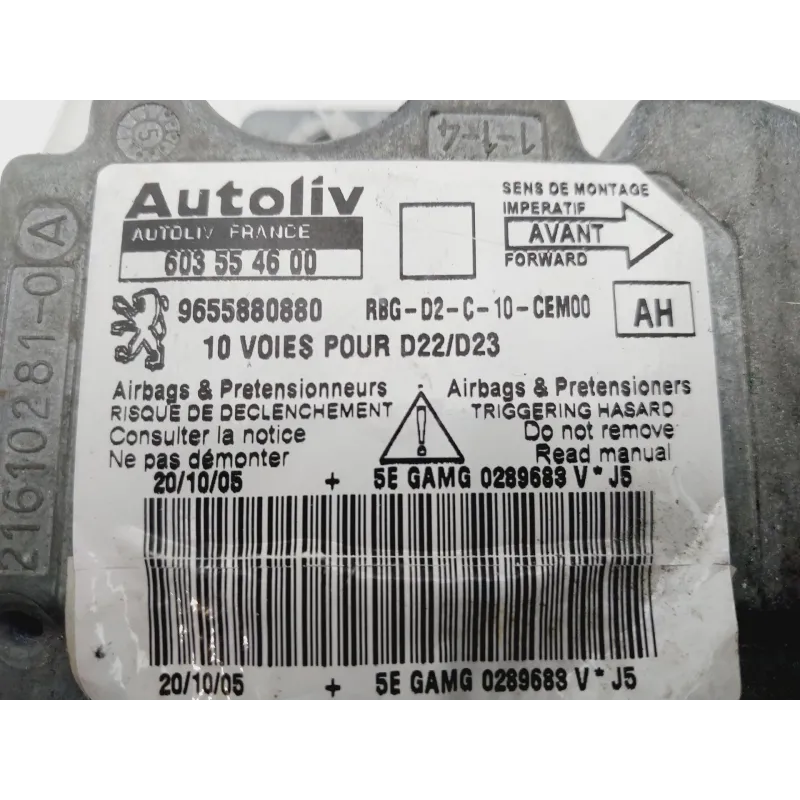 5
1-1-4
21610281-0 A
Autoliv
AUTOLIV FRANCE
603 55 46 00
SENS DE MONTAGE
IMPERATIF
AVANT
FORWARD
9655880880 RBG-D2-C-10-CEM00
AH
10 VOIES POUR D22/D23
Airbags & Pretensionneurs
RISQUE DE DECLENCHEMENT
Consulter la notice
Ne pas démonter
Airbags & Pretensioners
TRIGGERING HASARD
Do not remove
Read manual
20/10/05 + 5E GAMG 0289683 V* J5
20/10/05 + 5E GAMG 0289683 V* J5